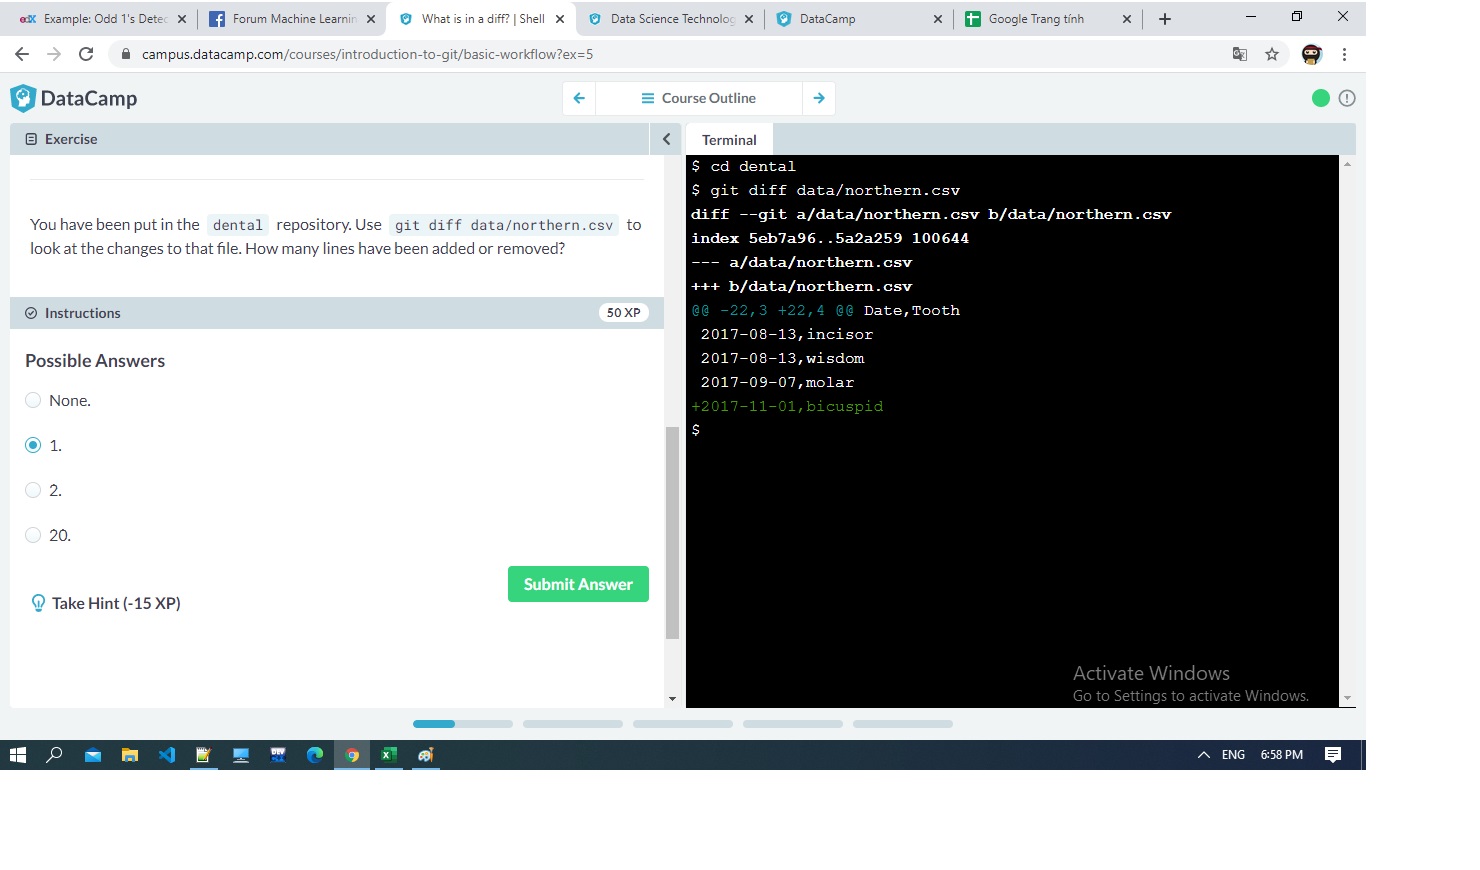 edX Example: Odd 1's Detec
Forum Machine Learnin
What is in a diff? | Shell
Data Science Technolog
DataCamp
Google Trang tính
campus.datacamp.com/courses/introduction-to-git/basic-workflow?ex=5
DataCamp
Course Outline
Exercise
You have been put in the dental repository. Use git diff data/northern.csv to
look at the changes to that file. How many lines have been added or removed?
Instructions
50 XP
Possible Answers
None.
1.
2.
20.
Submit Answer
Take Hint (-15 XP)
Terminal
$ cd dental
$ git diff data/northern.csv
diff --git a/data/northern.csv b/data/northern.csv
index 5eb7a96..5a2a259 100644
--- a/data/northern.csv
+++ b/data/northern.csv
@@ -22,3 +22,4 @@ Date,Tooth
2017-08-13,incisor
2017-08-13,wisdom
2017-09-07,molar
+2017-11-01,bicuspid
$
Activate Windows
Go to Settings to activate Windows.
ENG
6:58 PM